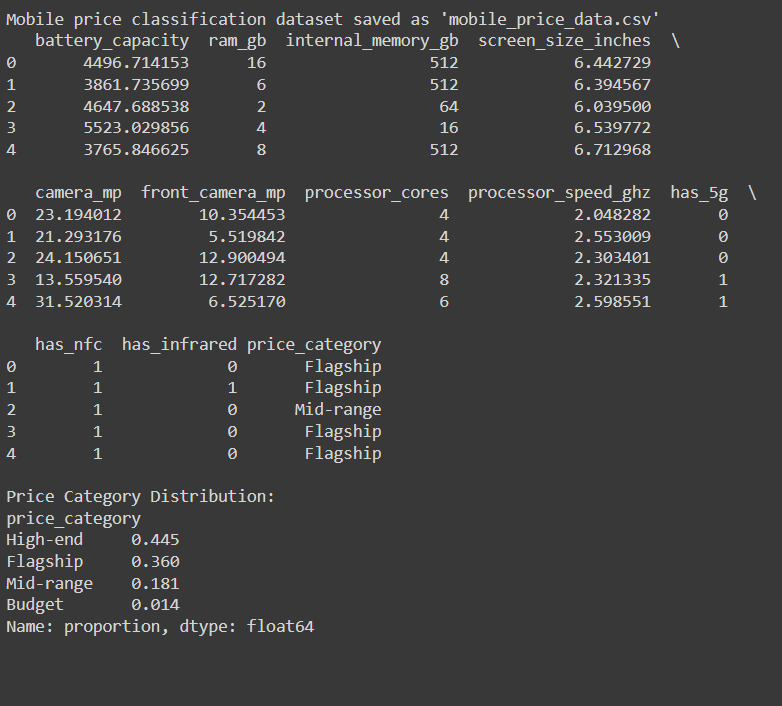 Mobile price classification dataset saved as 'mobile_price_data.csv'
   battery_capacity  ram_gb  internal_memory_gb  screen_size_inches  \
0       4496.714153      16                 512            6.442729
1       3861.735699       6                 512            6.394567
2       4647.688538       2                  64            6.039500
3       5523.029856       4                  16            6.539772
4       3765.846625       8                 512            6.712968

   camera_mp  front_camera_mp  processor_cores  processor_speed_ghz  has_5g  \
0  23.194012        10.354453                4             2.048282       0
1  21.293176         5.519842                4             2.553009       0
2  24.150651        12.900494                4             2.303401       0
3  13.559540        12.717282                8             2.321335       1
4  31.520314         6.525170                6             2.598551       1

   has_nfc  has_infrared price_category
0        1             0       Flagship
1        1             1       Flagship
2        1             0      Mid-range
3        1             0       Flagship
4        1             0       Flagship

Price Category Distribution:
price_category
High-end     0.445
Flagship     0.360
Mid-range    0.181
Budget       0.014
Name: proportion, dtype: float64